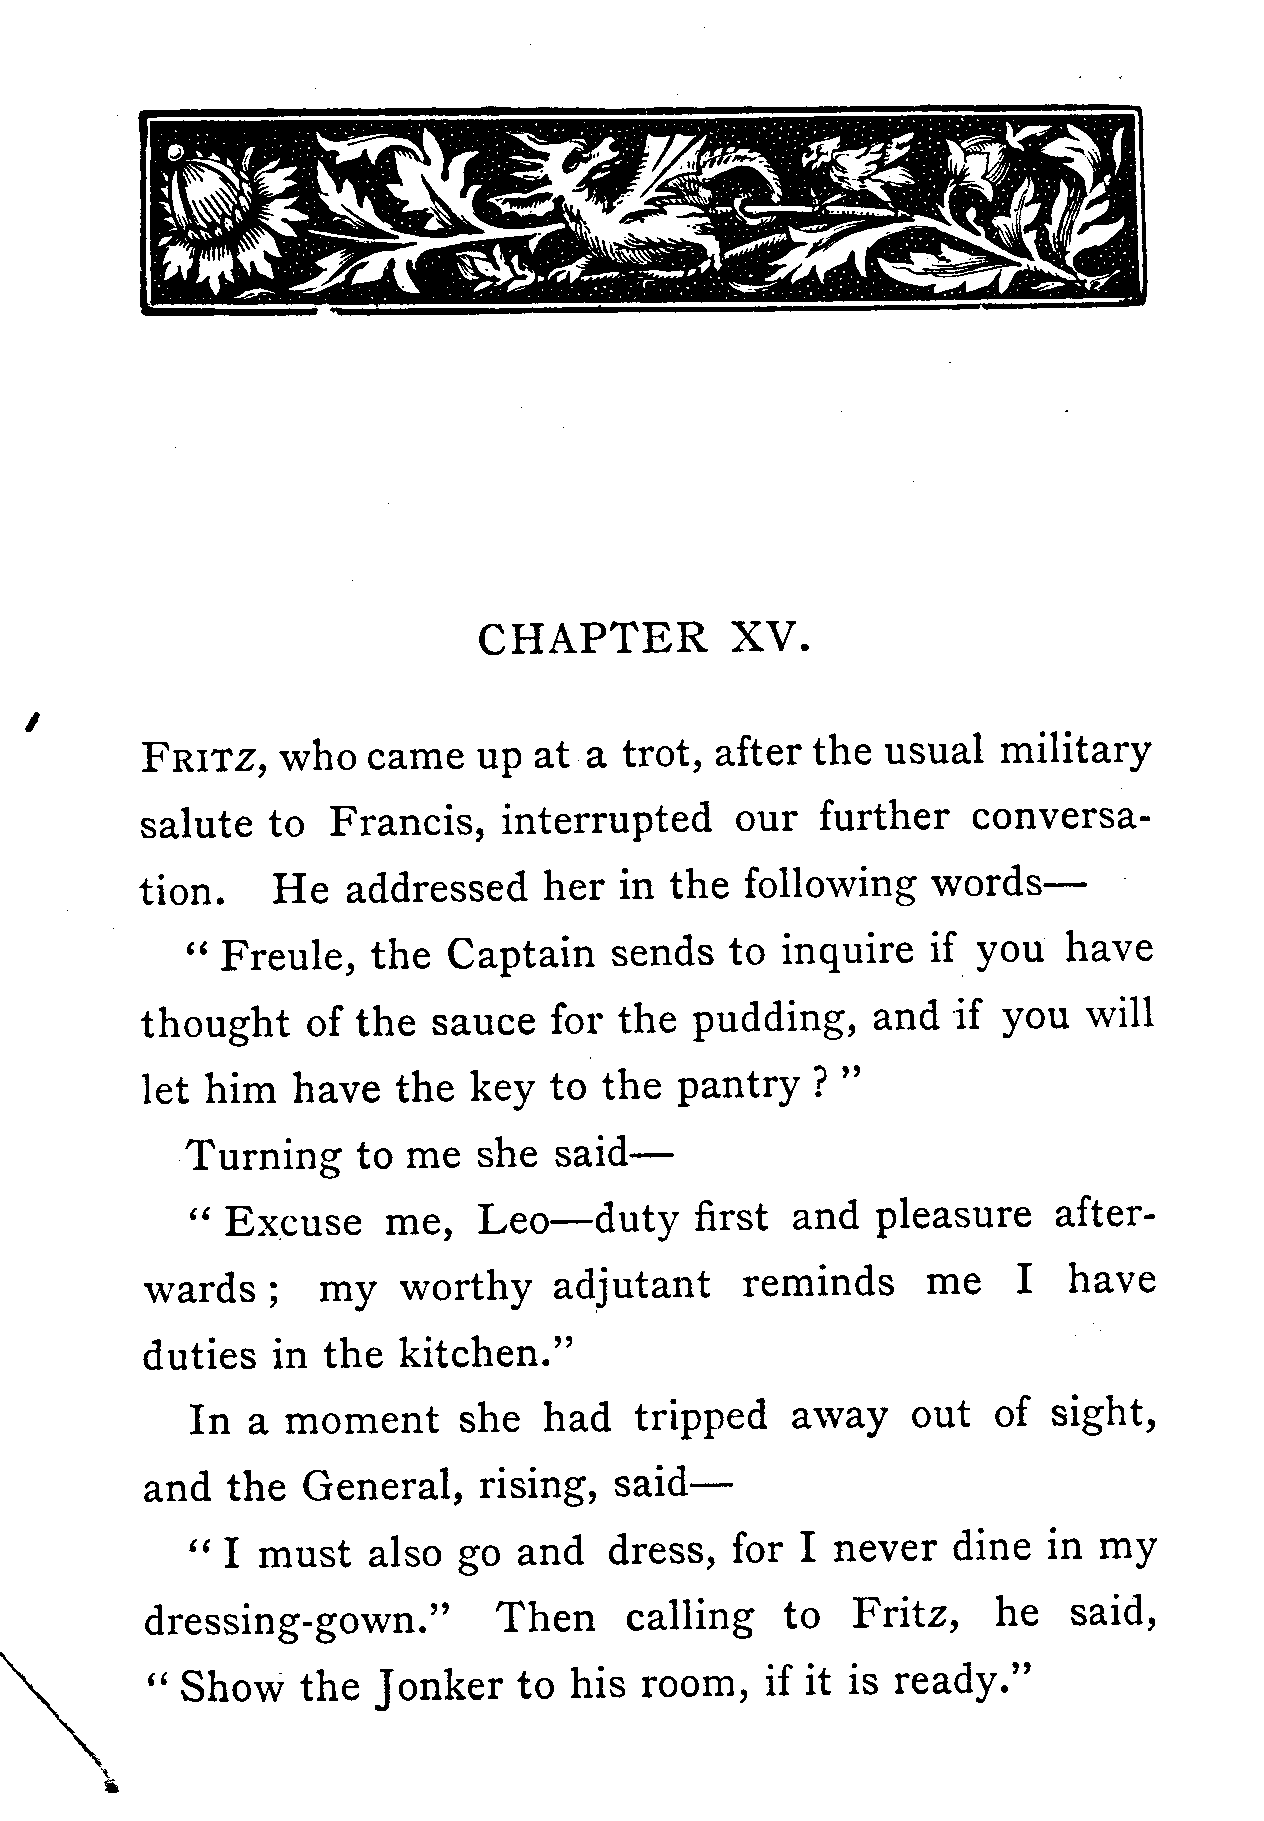 CHAPTER XV.
FRITZ, who came up at a trot, after the usual military
salute to Francis, interrupted our further conversa-
tion. He addressed her in the following words—
“ Freule, the Captain sends to inquire if you have
thought of the sauce for the pudding, and if you will
let him have the key to the pantry ? ”
Turning to me she said—
“ Excuse me, Leo—duty first and pleasure after-
wards ; my worthy adjutant reminds me I have
duties in the kitchen.”
In a moment she had tripped away out of sight,
and the General, rising, said—
“ I must also go and dress, for I never dine in my
dressing-gown.” Then calling to Fritz, he said,
“ Show the Jonker to his room, if it is ready.”